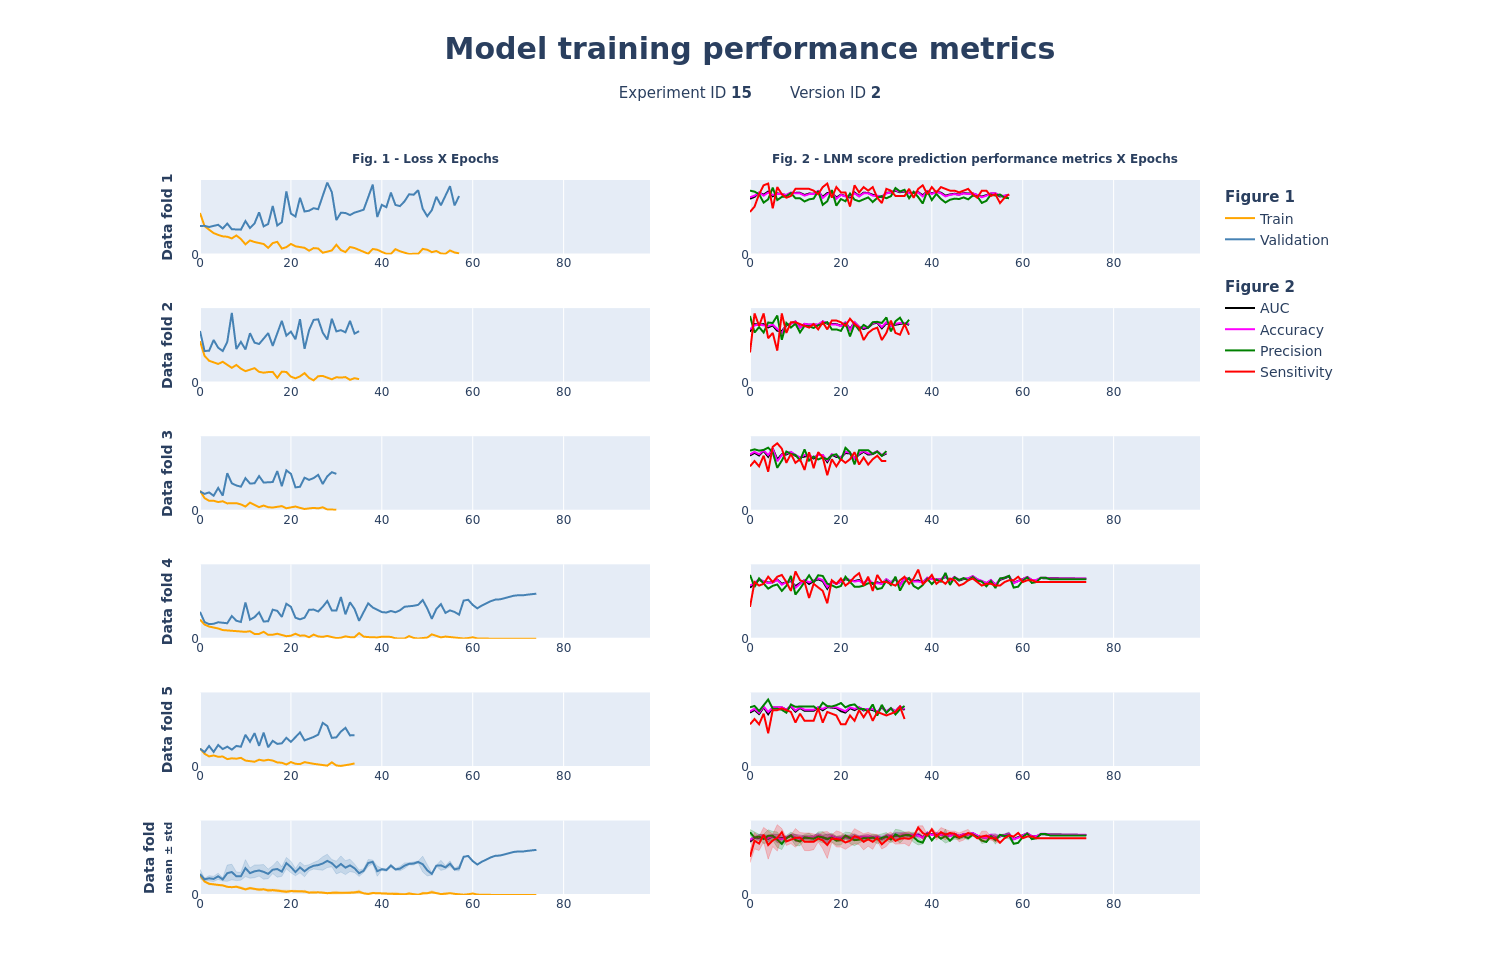 Model training performance metrics
Experiment ID 15 Version ID 2
Fig. 1 - Loss X Epochs
Fig. 2 - LNM score prediction performance metrics X Epochs
Data fold 1
0
0 20 40 60 80
0
0 20 40 60 80
Figure 1
Train
Validation
Figure 2
AUC
Accuracy
Precision
Sensitivity
Data fold 2
0
0 20 40 60 80
0
0 20 40 60 80
Data fold 3
0
0 20 40 60 80
0
0 20 40 60 80
Data fold 4
0
0 20 40 60 80
0
0 20 40 60 80
Data fold 5
0
0 20 40 60 80
0
0 20 40 60 80
Data fold
mean ± std
0
0 20 40 60 80
0
0 20 40 60 80